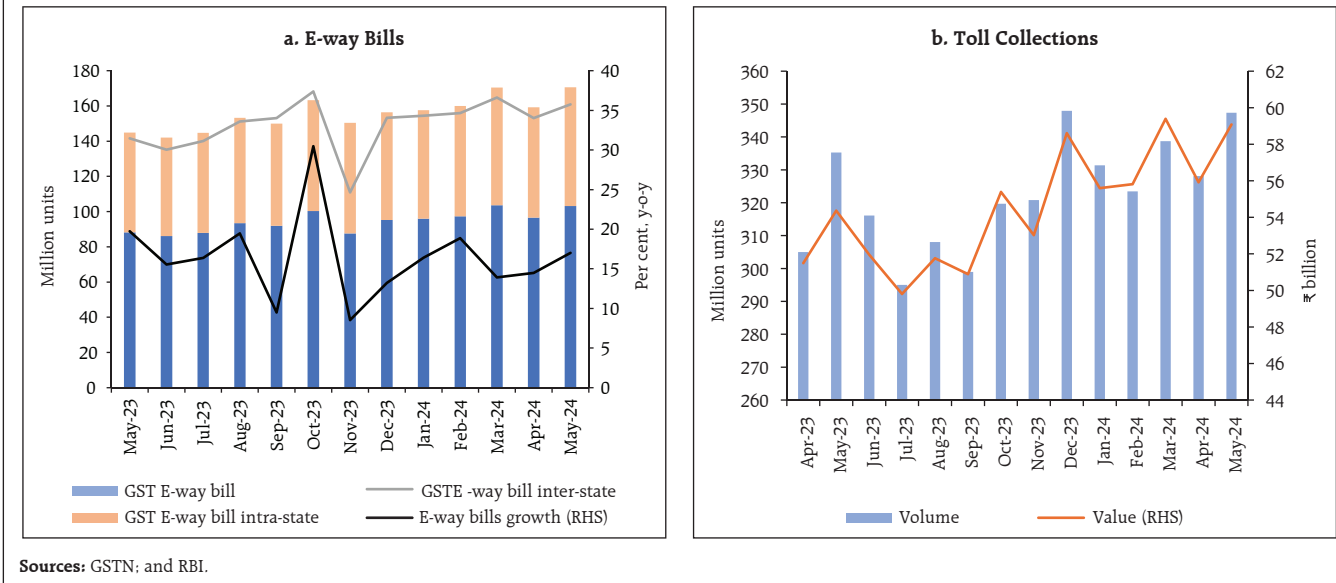 a. E-way Bills
180
160
140
120
100
80
60
40
20
0
Million units
40
35
30
25
20
15
10
5
0
Per cent, y-o-y
May-23
Jun-23
Jul-23
Aug-23
Sep-23
Oct-23
Nov-23
Dec-23
Jan-24
Feb-24
Mar-24
Apr-24
May-24
GST E-way bill
GSTE -way bill inter-state
GST E-way bill intra-state
E-way bills growth (RHS)
b. Toll Collections
360
350
340
330
320
310
300
290
280
270
260
Million units
62
60
58
56
54
52
50
48
46
44
₹ billion
Apr-23
May-23
Jun-23
Jul-23
Aug-23
Sep-23
Oct-23
Nov-23
Dec-23
Jan-24
Feb-24
Mar-24
Apr-24
May-24
Volume
Value (RHS)
Sources: GSTN; and RBI.